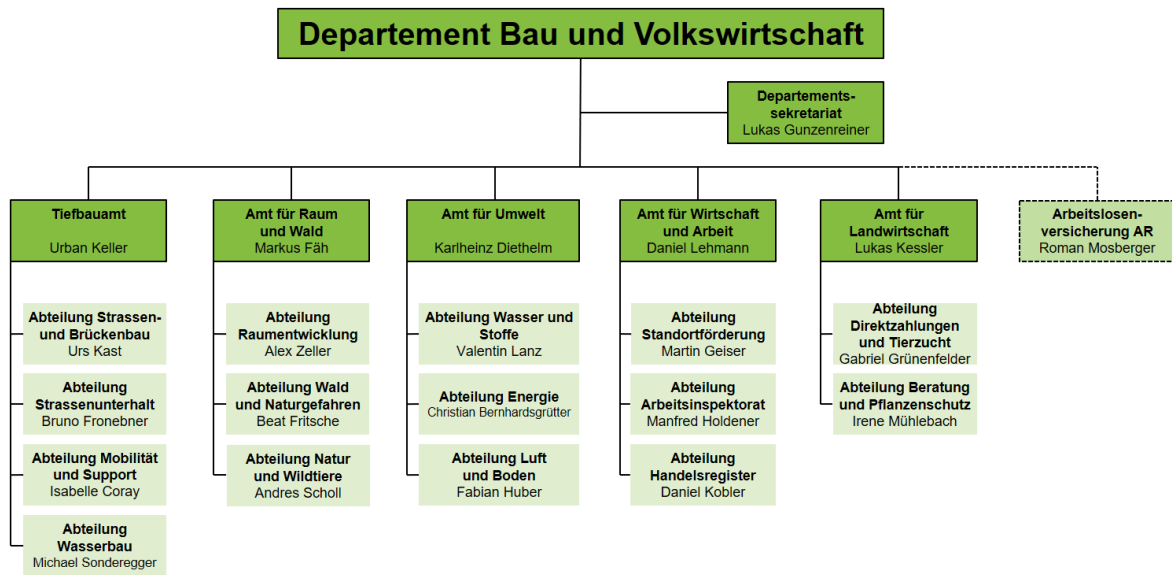 Departement Bau und Volkswirtschaft
Departements-
sekretariat
Lukas Gunzenreiner
Tiefbauamt
Urban Keller
Amt für Raum
und Wald
Markus Fäh
Amt für Umwelt
Karlheinz Diethelm
Amt für Wirtschaft
und Arbeit
Daniel Lehmann
Amt für
Landwirtschaft
Lukas Kessler
Arbeitslosen-
versicherung AR
Roman Mosberger
Abteilung Strassen-
und Brückenbau
Urs Kast
Abteilung
Strassenunterhalt
Bruno Fronebner
Abteilung Mobilität
und Support
Isabelle Coray
Abteilung
Wasserbau
Michael Sonderegger
Abteilung
Raumentwicklung
Alex Zeller
Abteilung Wald
und Naturgefahren
Beat Fritsche
Abteilung Natur
und Wildtiere
Andres Scholl
Abteilung Wasser und
Stoffe
Valentin Lanz
Abteilung Energie
Christian Bernhardsgrütter
Abteilung Luft
und Boden
Fabian Huber
Abteilung
Standortförderung
Martin Geiser
Abteilung
Arbeitsinspektorat
Manfred Holdener
Abteilung
Handelsregister
Daniel Kobler
Abteilung
Direktzahlungen
und Tierzucht
Gabriel Grünenfelder
Abteilung Beratung
und Pflanzenschutz
Irene Mühlebach